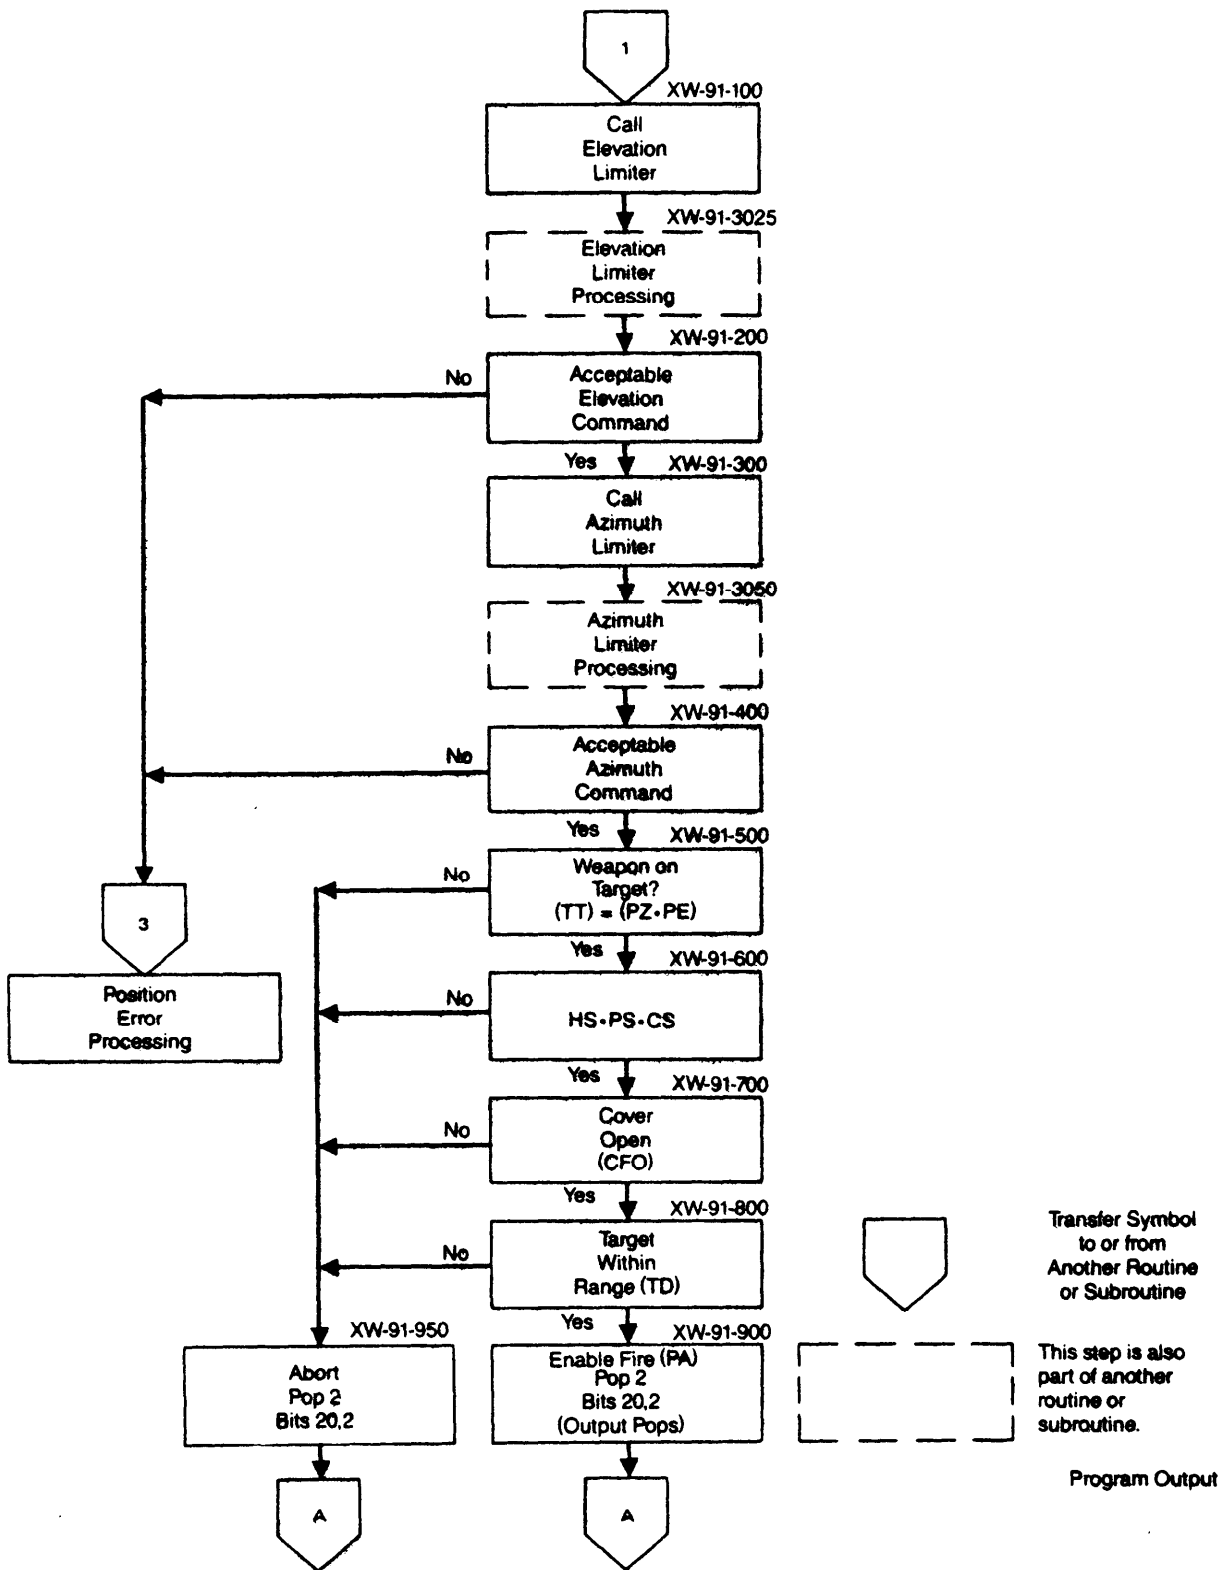 1
XW-91-100
Call
Elevation
Limiter
XW-91-3025
Elevation
Limiter
Processing
XW-91-200
No
Acceptable
Elevation
Command
Yes
XW-91-300
Call
Azimuth
Limiter
XW-91-3050
Azimuth
Limiter
Processing
XW-91-400
No
Acceptable
Azimuth
Command
Yes
XW-91-500
No
Weapon on
Target?
(TT) = (PZ•PE)
3
Position
Error
Processing
Yes
XW-91-600
No
HS•PS•CS
Yes
XW-91-700
No
Cover
Open
(CFO)
Yes
XW-91-800
No
Target
Within
Range (TD)
Yes
XW-91-900
XW-91-950
Abort
Pop 2
Bits 20,2
Enable Fire (PA)
Pop 2
Bits 20,2
(Output Pops)
A
A
Transfer Symbol
to or from
Another Routine
or Subroutine
This step is also
part of another
routine or
subroutine.
Program Output